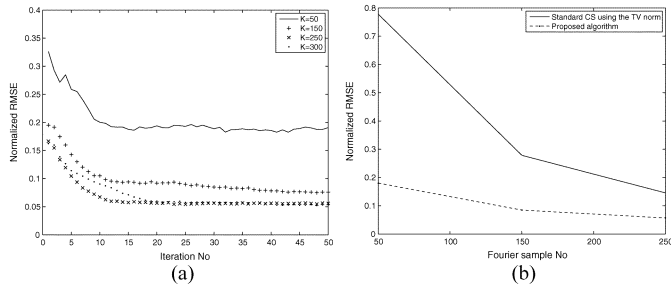 0.4
0.35
0.3
0.25
0.2
0.15
0.1
0.05
0
Normalized RMSE
0 5 10 15 20 25 30 35 40 45 50
Iteration No
K=50
K=150
K=250
K=300
(a)
0.8
0.7
0.6
0.5
0.4
0.3
0.2
0.1
0
Normalized RMSE
50 100 150 200 250
Fourier sample No
Standard CS using the TV norm
Proposed algorithm
(b)